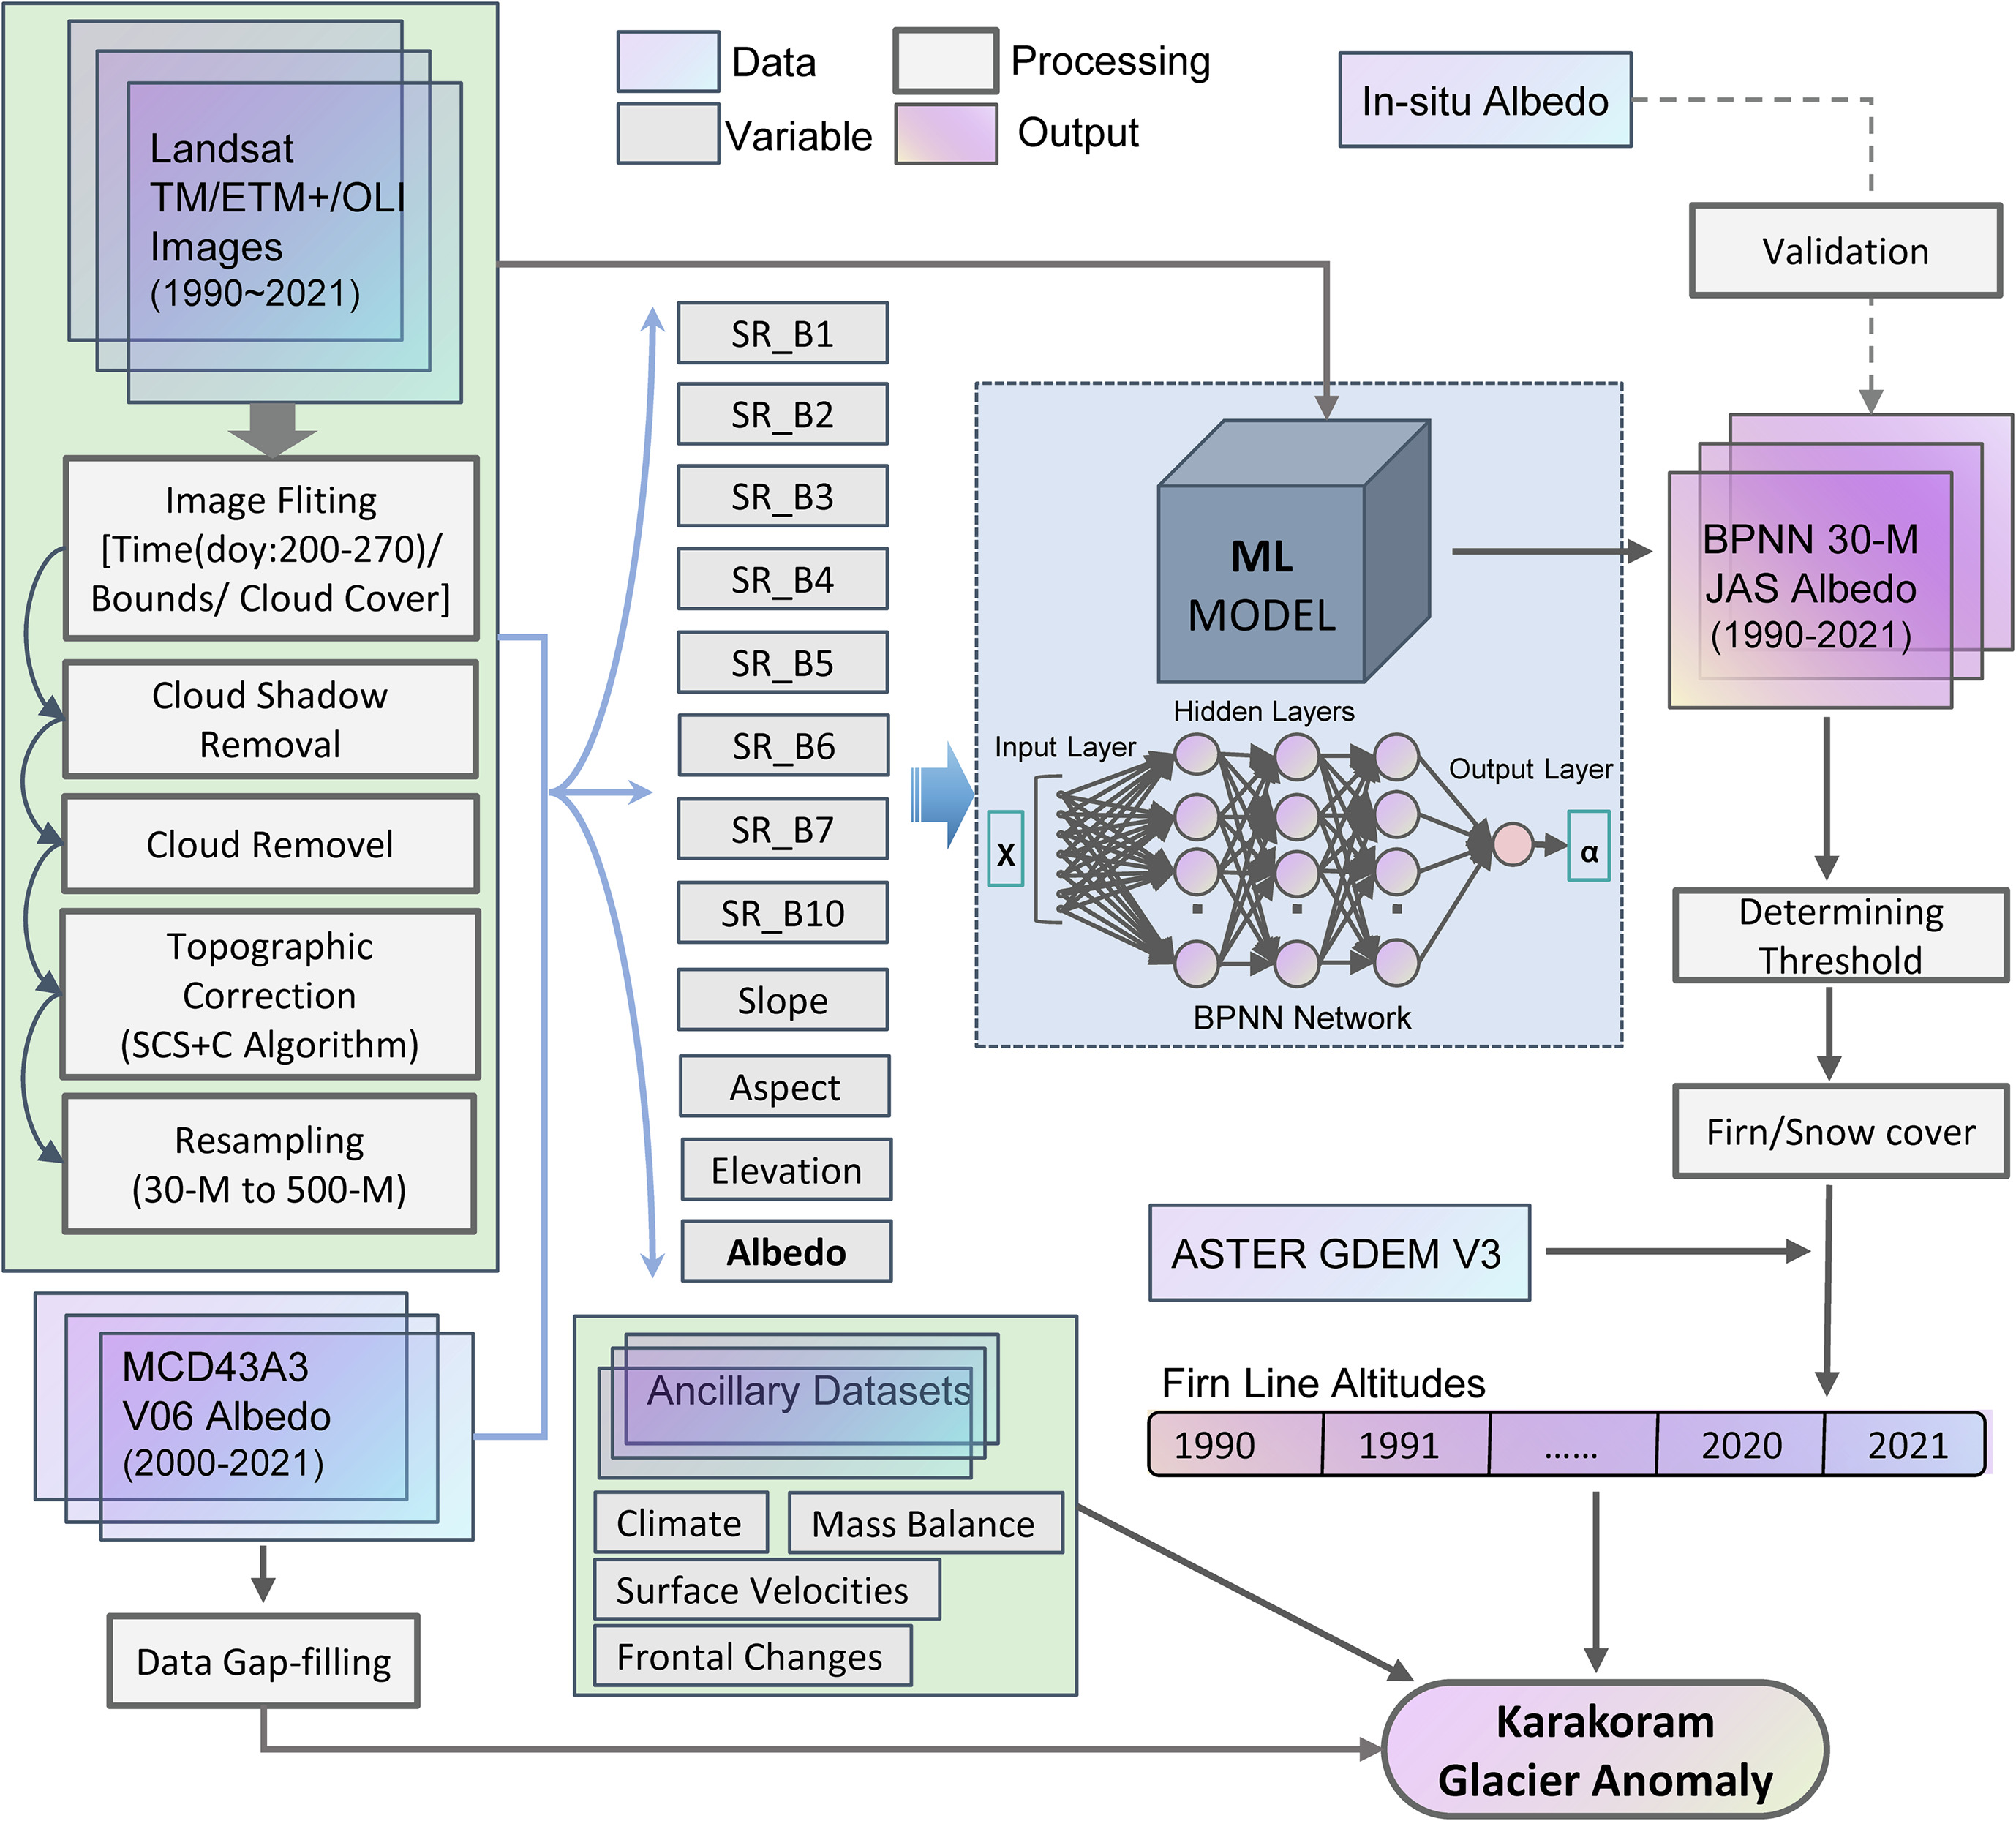 Landsat
TM/ETM+/OLI
Images
(1990~2021)
Image Fliting
[Time(doy:200-270)/
Bounds/ Cloud Cover]
Cloud Shadow
Removal
Cloud Removel
Topographic
Correction
(SCS+C Algorithm)
Resampling
(30-M to 500-M)
MCD43A3
V06 Albedo
(2000-2021)
Data Gap-filling
Data
Processing
Variable
Output
SR_B1
SR_B2
SR_B3
SR_B4
SR_B5
SR_B6
SR_B7
SR_B10
Slope
Aspect
Elevation
Albedo
Ancillary Datasets
Climate
Mass Balance
Surface Velocities
Frontal Changes
ML
MODEL
Hidden Layers
Input Layer
Output Layer
X
α
BPNN Network
In-situ Albedo
Validation
BPNN 30-M
JAS Albedo
(1990-2021)
Determining
Threshold
Firn/Snow cover
ASTER GDEM V3
Firn Line Altitudes
1990
1991
......
2020
2021
Karakoram
Glacier Anomaly